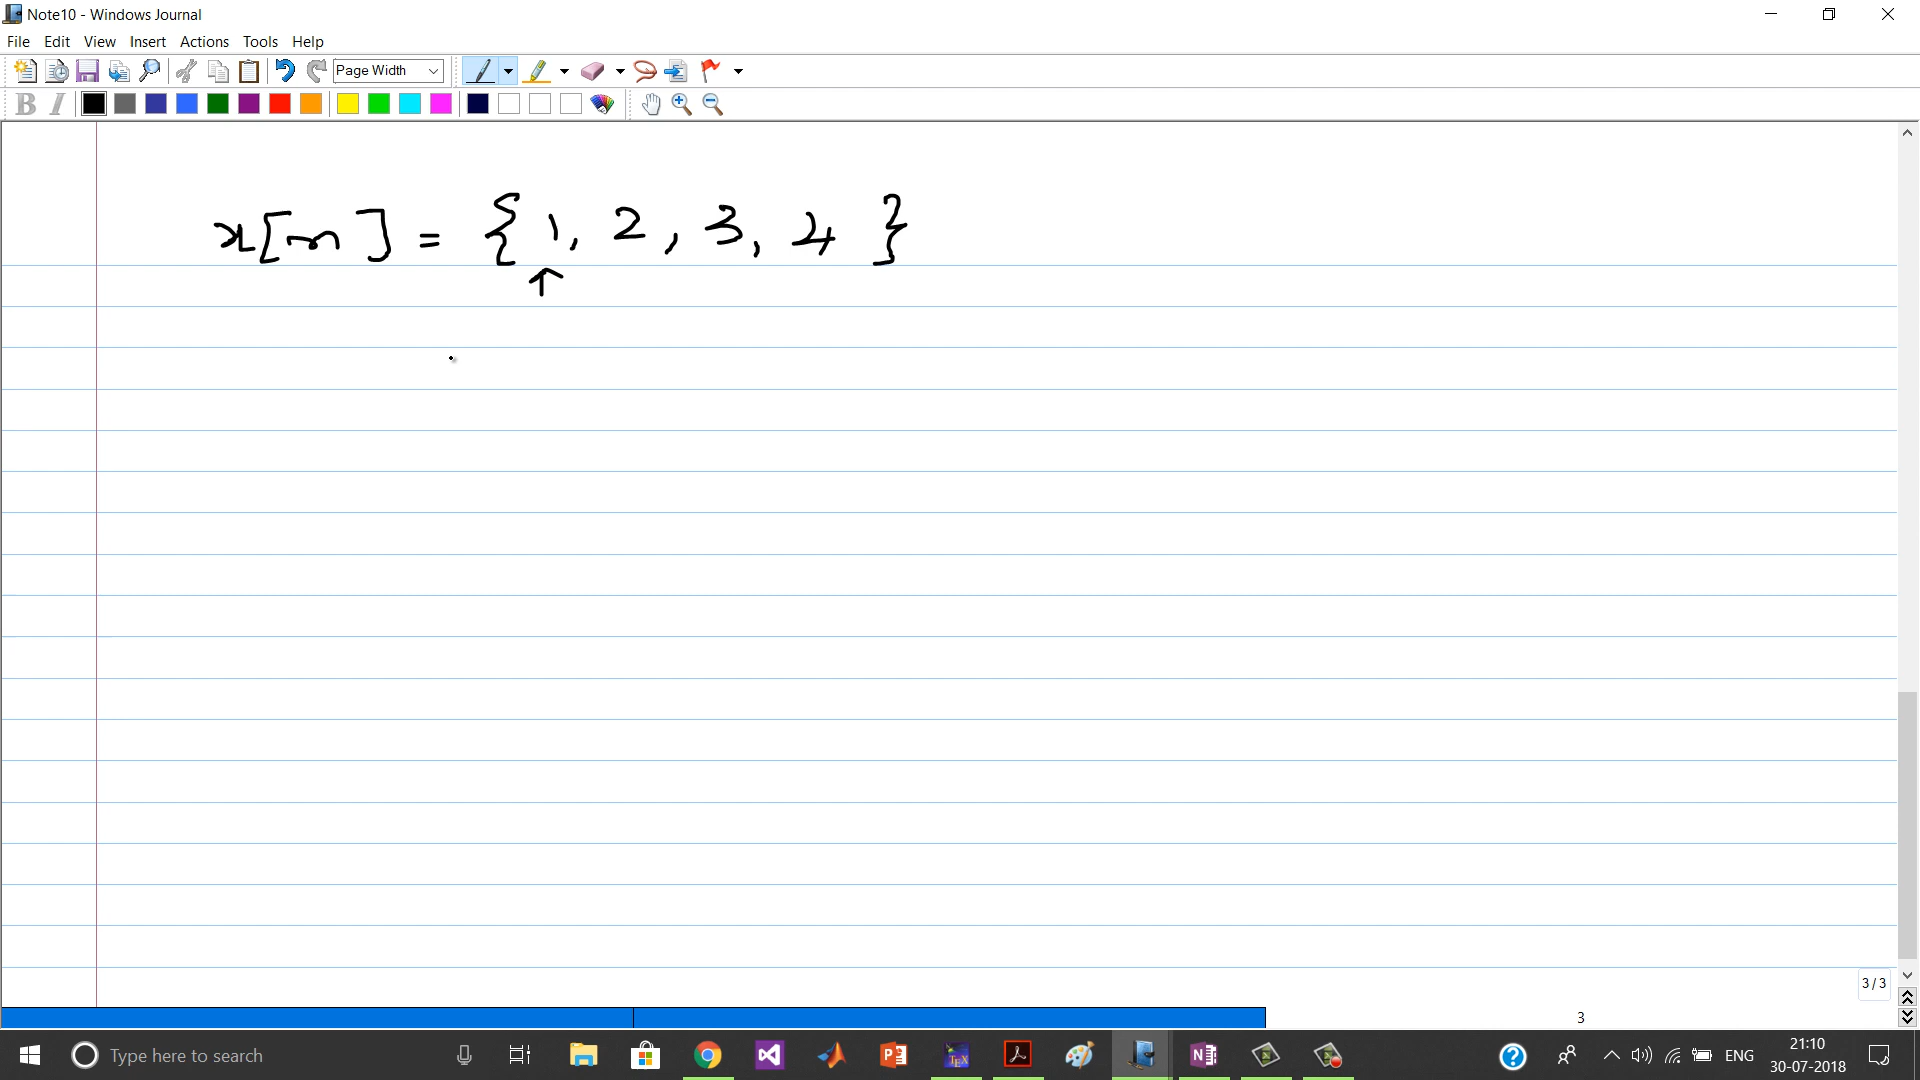 Note10 - Windows Journal
File Edit View Insert Actions Tools Help
Page Width
B I
x[n] = { 1, 2, 3, 4 }
↑
3 / 3
3
Type here to search
ENG
21:10
30-07-2018